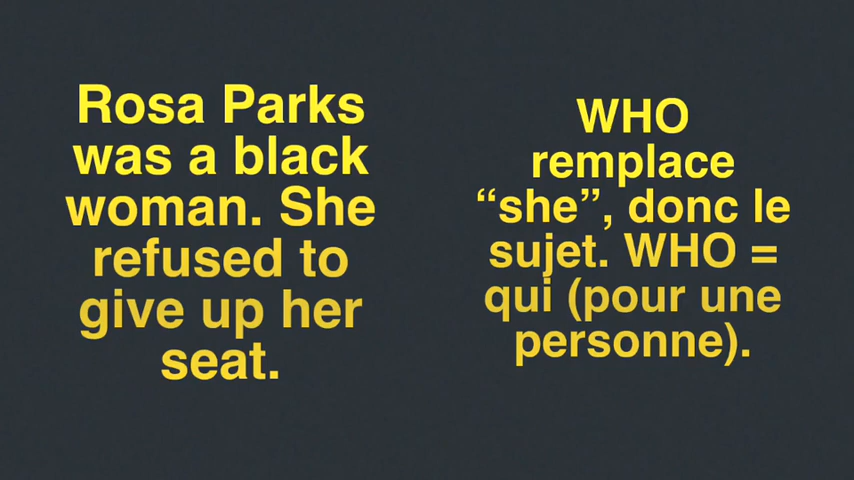 Rosa Parks
was a black
woman. She
refused to
give up her
seat.
WHO
remplace
“she”, donc le
sujet. WHO =
qui (pour une
personne).